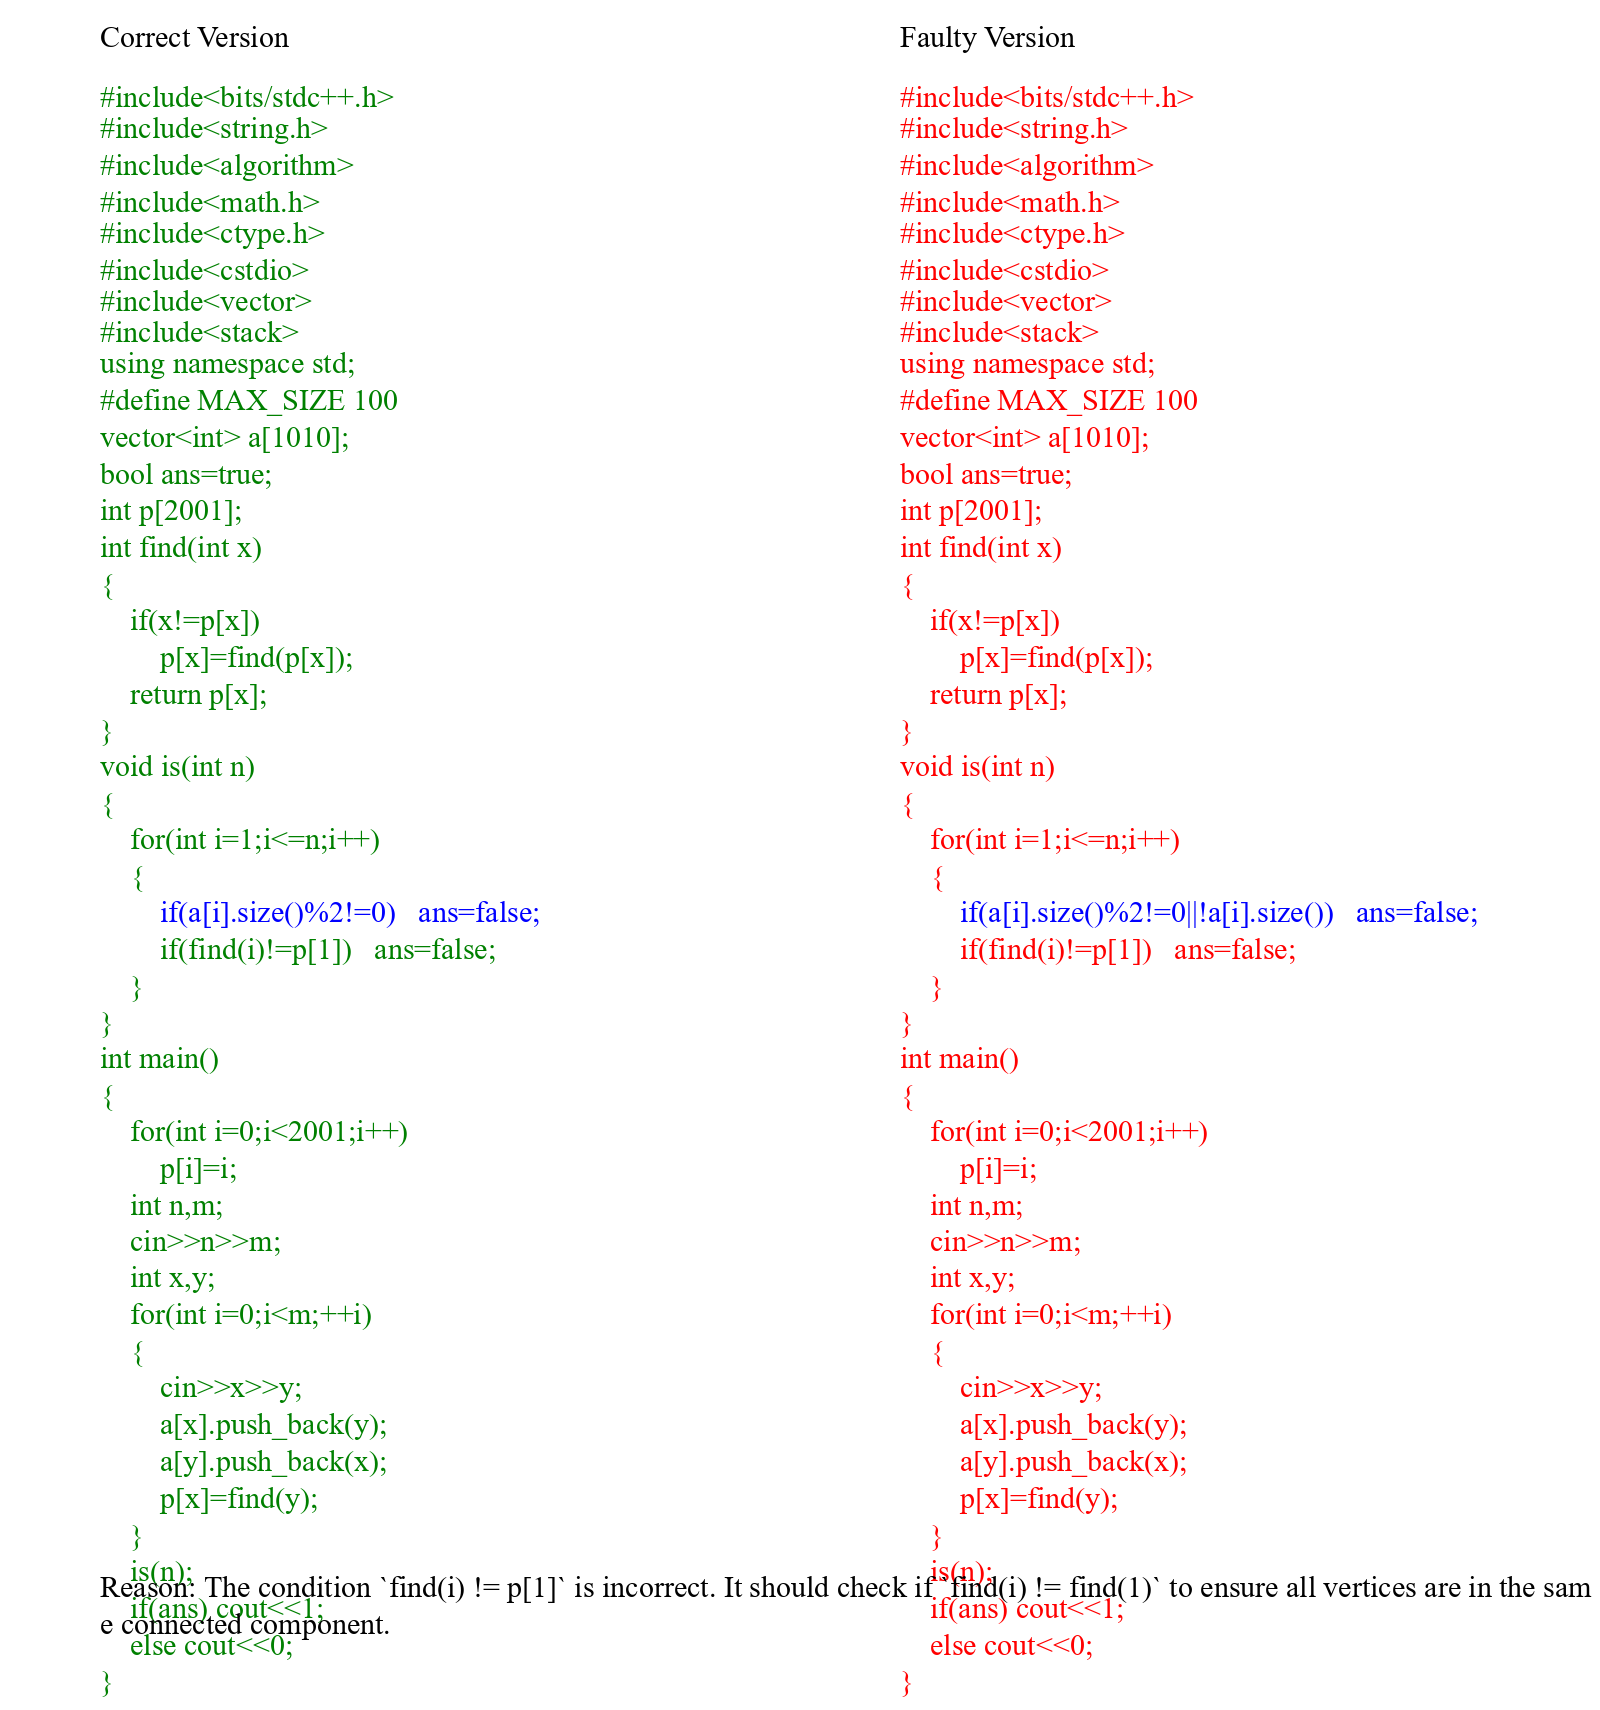 Correct Version
#include<bits/stdc++.h>
#include<string.h>
#include<algorithm>
#include<math.h>
#include<ctype.h>
#include<cstdio>
#include<vector>
#include<stack>
using namespace std;
#define MAX_SIZE 100
vector<int> a[1010];
bool ans=true;
int p[2001];
int find(int x)
{
    if(x!=p[x])
        p[x]=find(p[x]);
    return p[x];
}
void is(int n)
{
    for(int i=1;i<=n;i++)
    {
        if(a[i].size()%2!=0)   ans=false;
        if(find(i)!=p[1])   ans=false;
    }
}
int main()
{
    for(int i=0;i<2001;i++)
        p[i]=i;
    int n,m;
    cin>>n>>m;
    int x,y;
    for(int i=0;i<m;++i)
    {
        cin>>x>>y;
        a[x].push_back(y);
        a[y].push_back(x);
        p[x]=find(y);
    }
    is(n);
    if(ans) cout<<1;
    else cout<<0;
}
Faulty Version
#include<bits/stdc++.h>
#include<string.h>
#include<algorithm>
#include<math.h>
#include<ctype.h>
#include<cstdio>
#include<vector>
#include<stack>
using namespace std;
#define MAX_SIZE 100
vector<int> a[1010];
bool ans=true;
int p[2001];
int find(int x)
{
    if(x!=p[x])
        p[x]=find(p[x]);
    return p[x];
}
void is(int n)
{
    for(int i=1;i<=n;i++)
    {
        if(a[i].size()%2!=0||!a[i].size())   ans=false;
        if(find(i)!=p[1])   ans=false;
    }
}
int main()
{
    for(int i=0;i<2001;i++)
        p[i]=i;
    int n,m;
    cin>>n>>m;
    int x,y;
    for(int i=0;i<m;++i)
    {
        cin>>x>>y;
        a[x].push_back(y);
        a[y].push_back(x);
        p[x]=find(y);
    }
    is(n);
    if(ans) cout<<1;
    else cout<<0;
}
Reason: The condition `find(i) != p[1]` is incorrect. It should check if `find(i) != find(1)` to ensure all vertices are in the sam
e connected component.